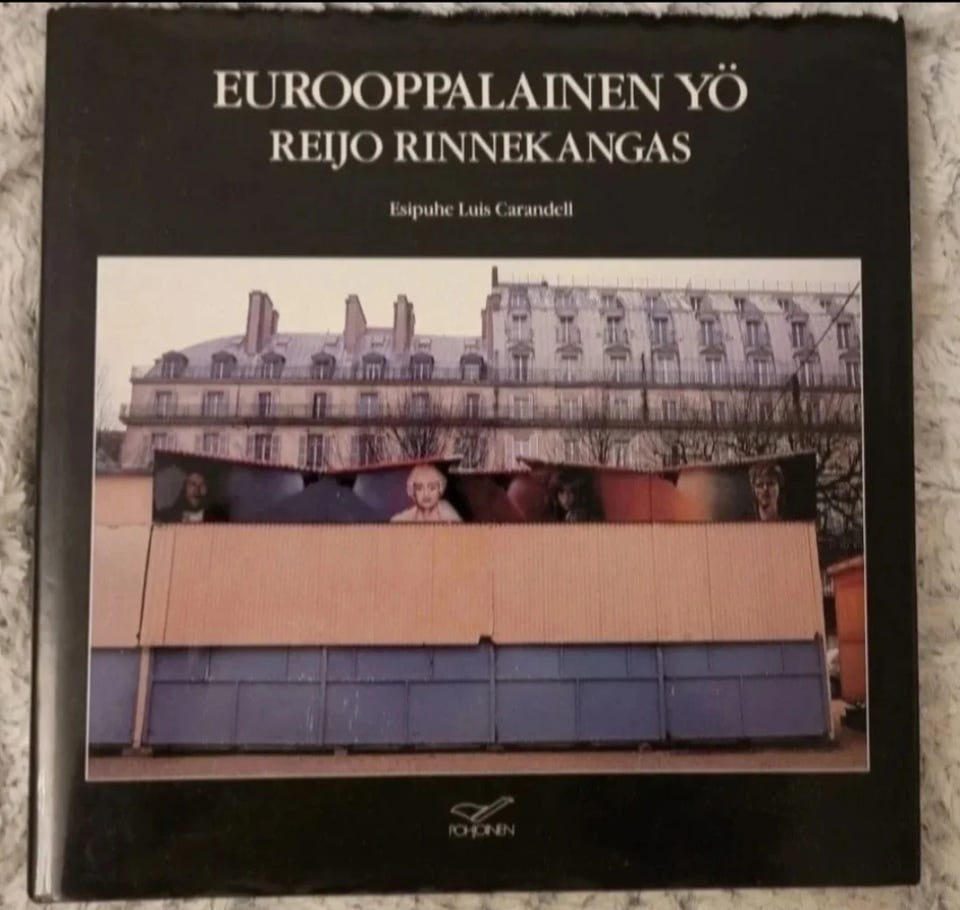 EUROOPPALAINEN YÖ
REIJO RINNEKANGAS
Esipuhe Luis Carandell
POHJOINEN